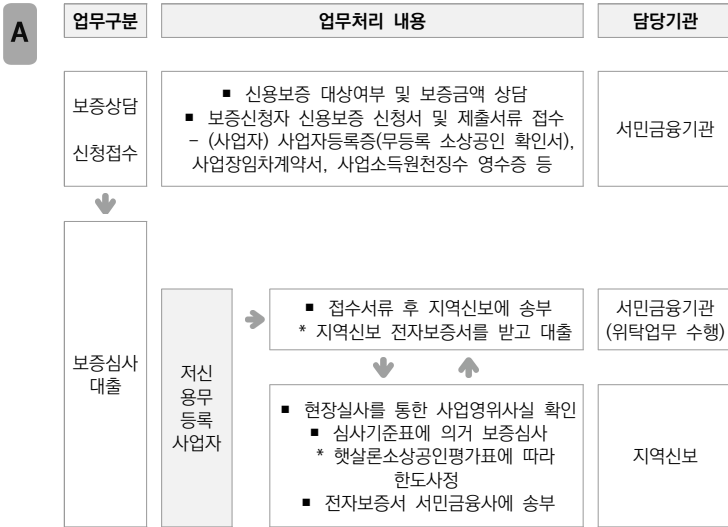 A
업무구분
업무처리 내용
담당기관
보증상담
신청접수
■ 신용보증 대상여부 및 보증금액 상담
■ 보증신청자 신용보증 신청서 및 제출서류 접수
- (사업자) 사업자등록증(무등록 소상공인 확인서),
사업장임차계약서, 사업소득원천징수 영수증 등
서민금융기관
보증심사
대출
저신
용무
등록
사업자
■ 접수서류 후 지역신보에 송부
* 지역신보 전자보증서를 받고 대출
서민금융기관
(위탁업무 수행)
■ 현장실사를 통한 사업영위사실 확인
■ 심사기준표에 의거 보증심사
* 햇살론소상공인평가표에 따라
한도사정
■ 전자보증서 서민금융사에 송부
지역신보